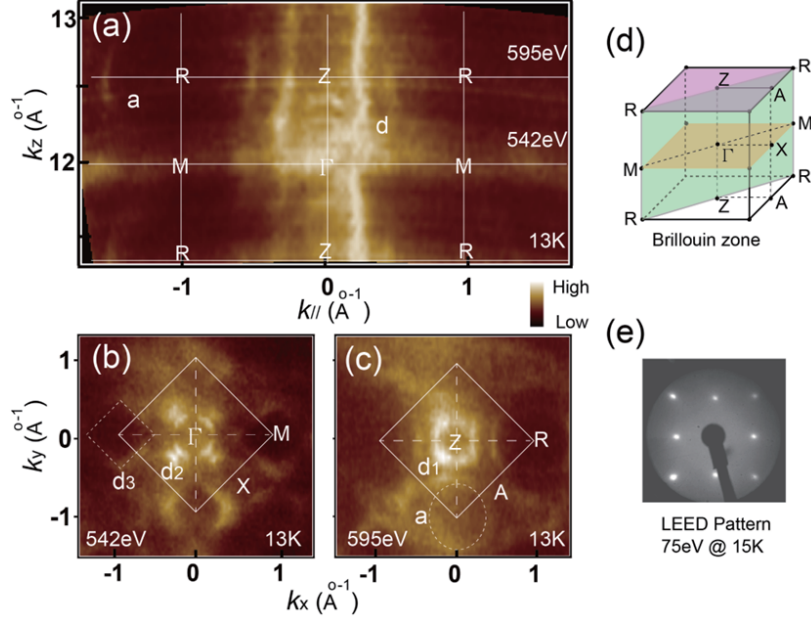 (a)
13
12
kz (Å-1)
595eV
R Z R
a
d
542eV
M Γ M
R Z R
13K
-1 0 1
k// (Å-1)
High
Low
(d)
Z
R
A
R
M
Γ
X
M
Z
R
A
R
Brillouin zone
(b)
1
0
-1
ky (Å-1)
Γ
M
d2
d3
X
542eV
13K
-1 0 1
(c)
Z
R
d1
A
a
595eV
13K
-1 0 1
kx (Å-1)
(e)
LEED Pattern
75eV @ 15K